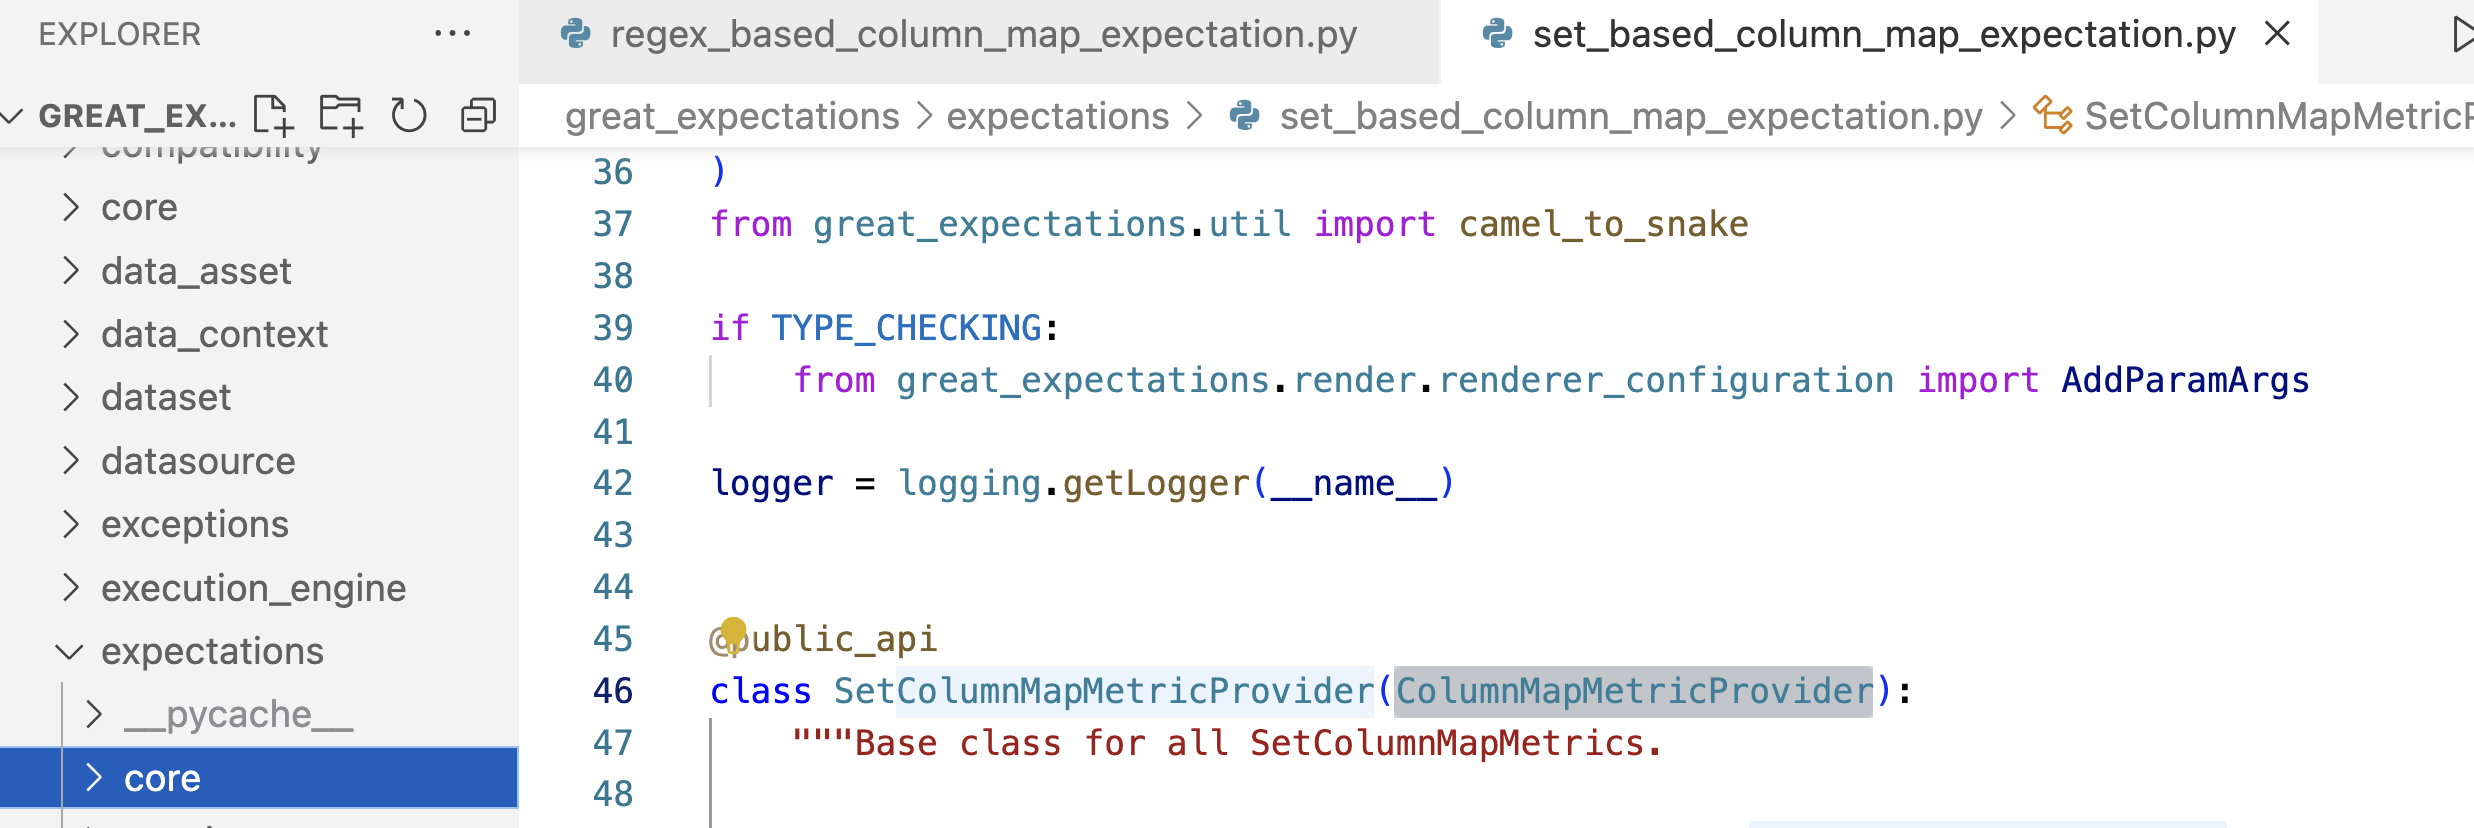 EXPLORER
GREAT_EX...
compatibility
core
data_asset
data_context
dataset
datasource
exceptions
execution_engine
expectations
__pycache__
core
regex_based_column_map_expectation.py
set_based_column_map_expectation.py
great_expectations > expectations > set_based_column_map_expectation.py > SetColumnMapMetricP
36 )
37 from great_expectations.util import camel_to_snake
38
39 if TYPE_CHECKING:
40 from great_expectations.render.renderer_configuration import AddParamArgs
41
42 logger = logging.getLogger(__name__)
43
44
45 @public_api
46 class SetColumnMapMetricProvider(ColumnMapMetricProvider):
47 """Base class for all SetColumnMapMetrics.
48